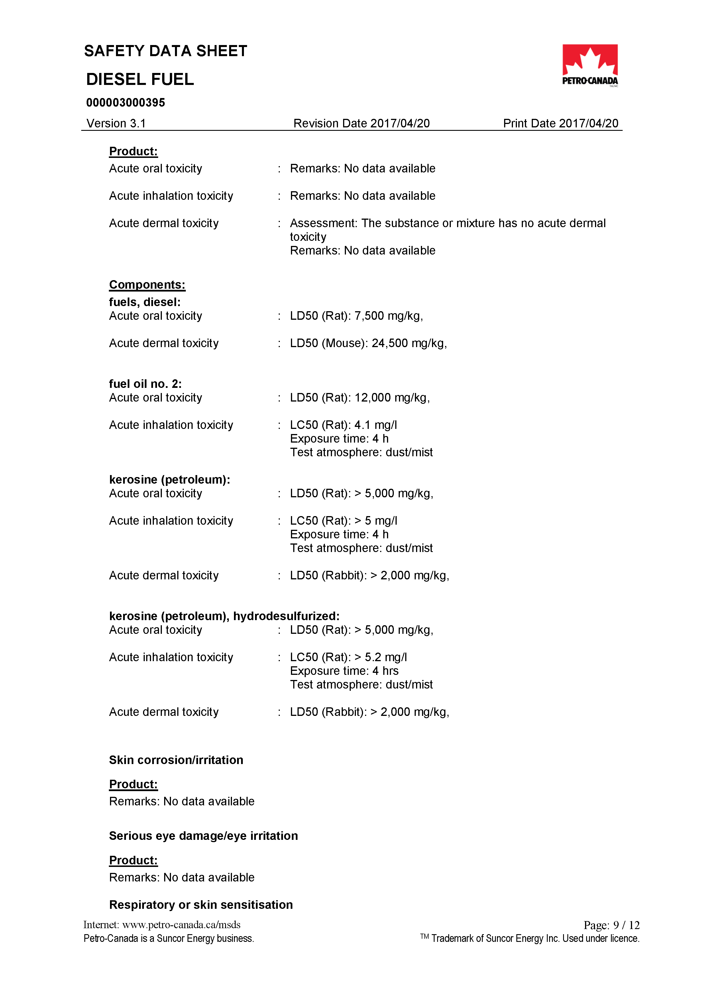 SAFETY DATA SHEET
DIESEL FUEL
000003000395
PETRO-CANADA
TM/MC
Version 3.1 Revision Date 2017/04/20 Print Date 2017/04/20
Product:
Acute oral toxicity : Remarks: No data available
Acute inhalation toxicity : Remarks: No data available
Acute dermal toxicity : Assessment: The substance or mixture has no acute dermal
toxicity
Remarks: No data available
Components:
fuels, diesel:
Acute oral toxicity : LD50 (Rat): 7,500 mg/kg,
Acute dermal toxicity : LD50 (Mouse): 24,500 mg/kg,
fuel oil no. 2:
Acute oral toxicity : LD50 (Rat): 12,000 mg/kg,
Acute inhalation toxicity : LC50 (Rat): 4.1 mg/l
Exposure time: 4 h
Test atmosphere: dust/mist
kerosine (petroleum):
Acute oral toxicity : LD50 (Rat): > 5,000 mg/kg,
Acute inhalation toxicity : LC50 (Rat): > 5 mg/l
Exposure time: 4 h
Test atmosphere: dust/mist
Acute dermal toxicity : LD50 (Rabbit): > 2,000 mg/kg,
kerosine (petroleum), hydrodesulfurized:
Acute oral toxicity : LD50 (Rat): > 5,000 mg/kg,
Acute inhalation toxicity : LC50 (Rat): > 5.2 mg/l
Exposure time: 4 hrs
Test atmosphere: dust/mist
Acute dermal toxicity : LD50 (Rabbit): > 2,000 mg/kg,
Skin corrosion/irritation
Product:
Remarks: No data available
Serious eye damage/eye irritation
Product:
Remarks: No data available
Respiratory or skin sensitisation
Internet: www.petro-canada.ca/msds Page: 9 / 12
Petro-Canada is a Suncor Energy business. TM Trademark of Suncor Energy Inc. Used under licence.